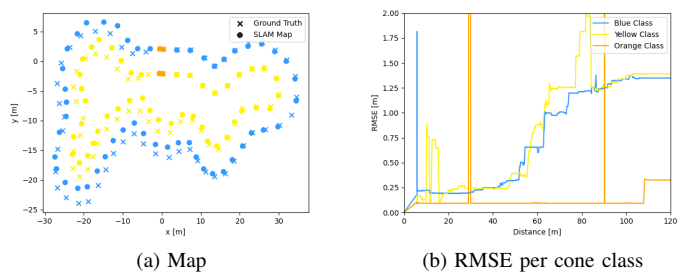 Ground Truth
SLAM Map
5
0
−5
−10
−15
−20
−25
y [m]
−30 −20 −10 0 10 20 30
x [m]
(a) Map
Blue Class
Yellow Class
Orange Class
2.00
1.75
1.50
1.25
1.00
0.75
0.50
0.25
0.00
RMSE [m]
0 20 40 60 80 100 120
Distance [m]
(b) RMSE per cone class